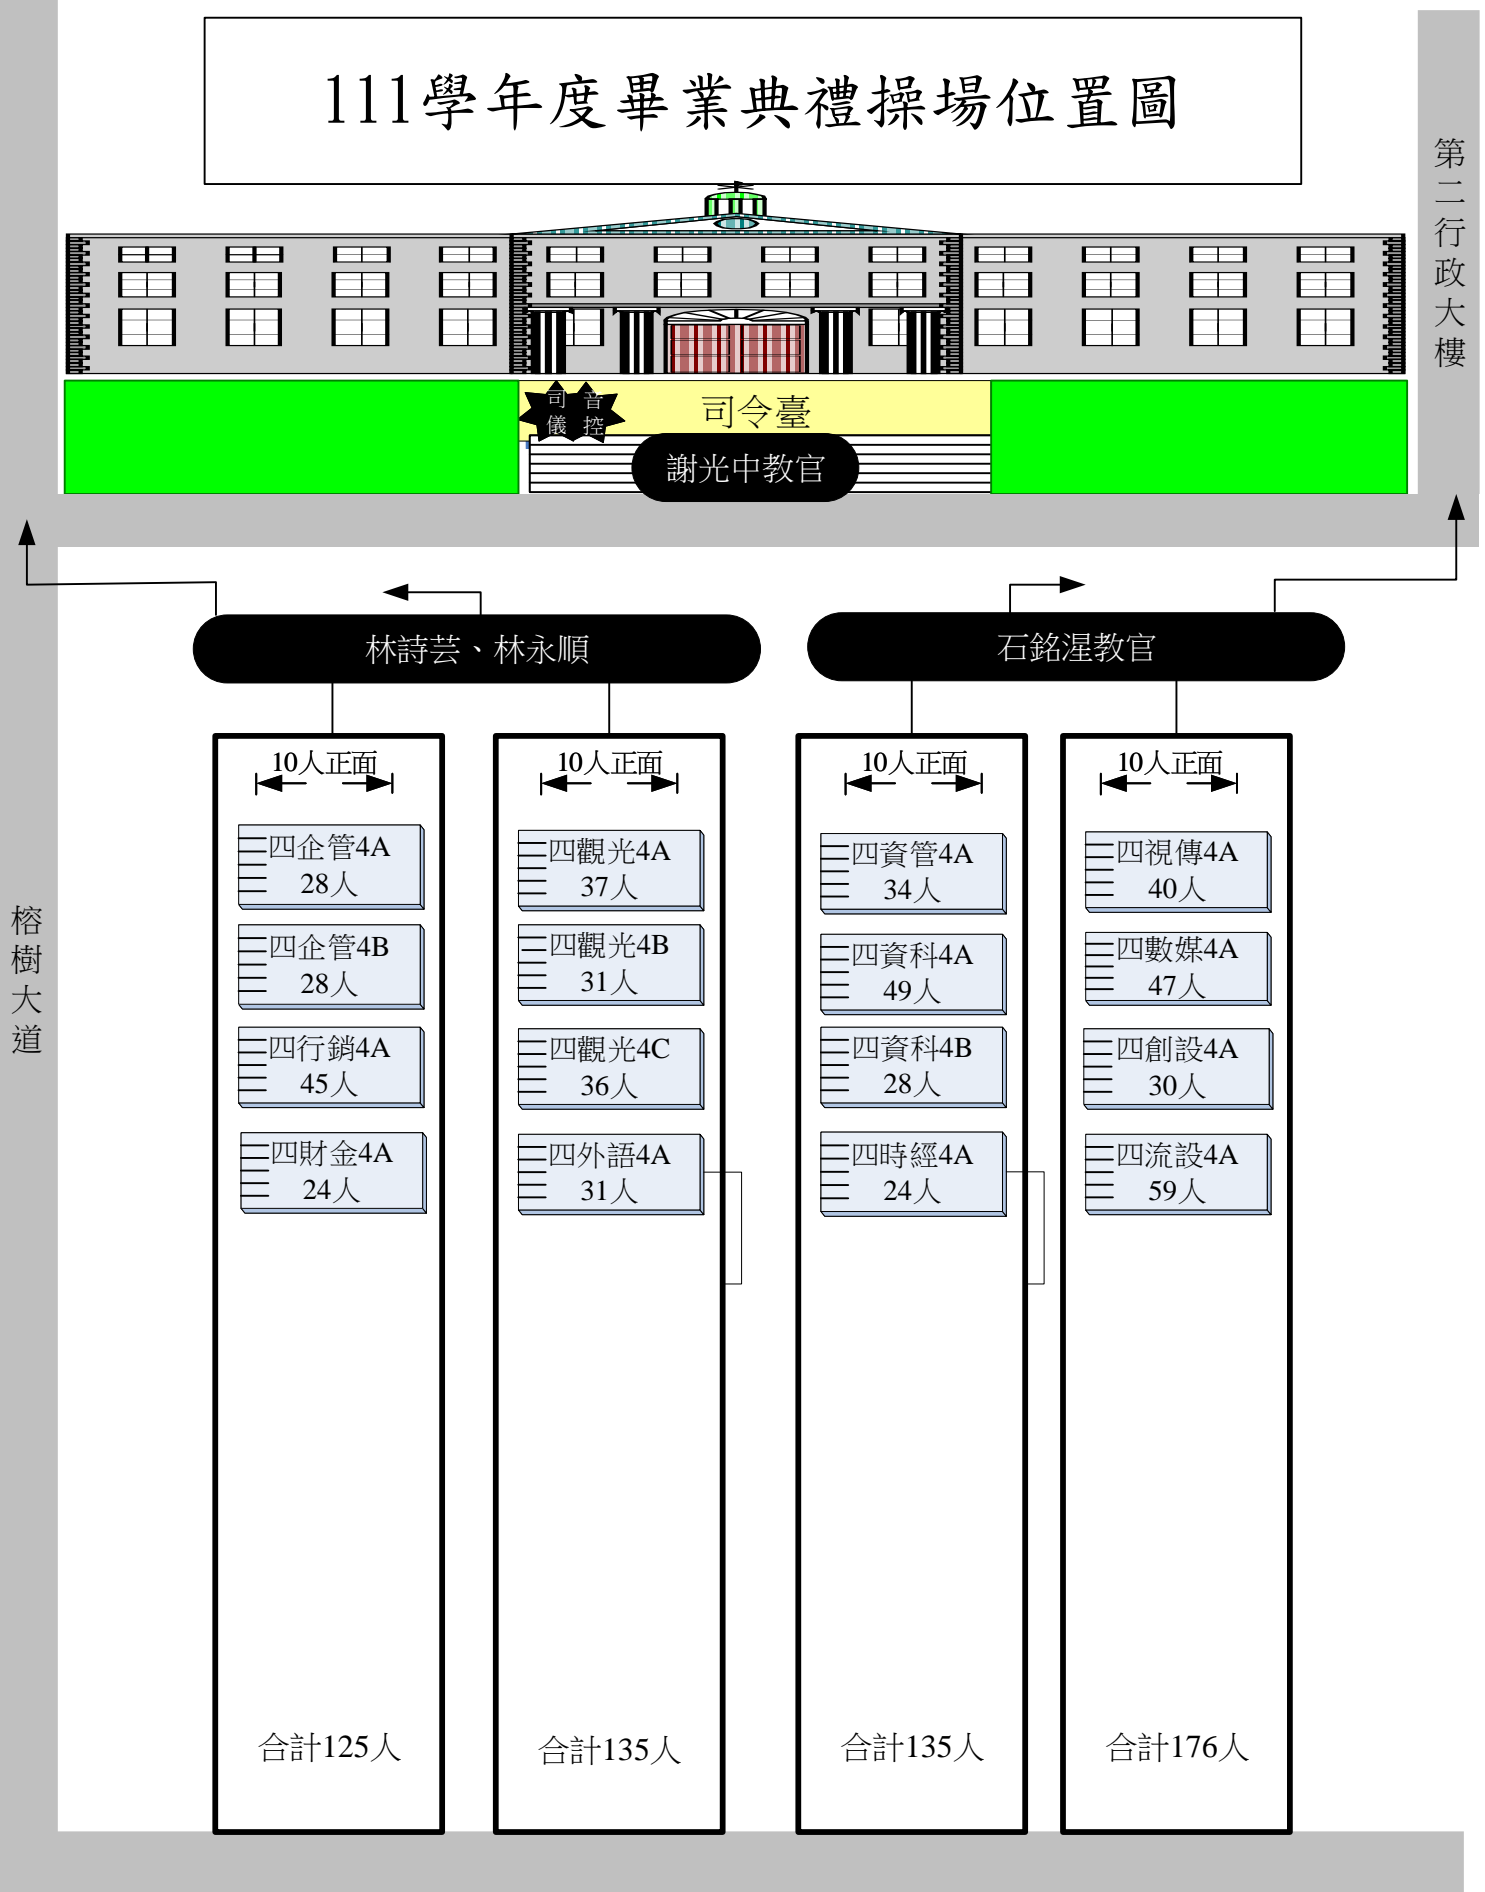 111學年度畢業典禮操場位置圖
第二行政大樓
司儀
音控
司令臺
謝光中教官
林詩芸、林永順
石銘湦教官
榕樹大道
10人正面
四企管4A
28人
四企管4B
28人
四行銷4A
45人
四財金4A
24人
合計125人
10人正面
四觀光4A
37人
四觀光4B
31人
四觀光4C
36人
四外語4A
31人
合計135人
10人正面
四資管4A
34人
四資科4A
49人
四資科4B
28人
四時經4A
24人
合計135人
10人正面
四視傳4A
40人
四數媒4A
47人
四創設4A
30人
四流設4A
59人
合計176人